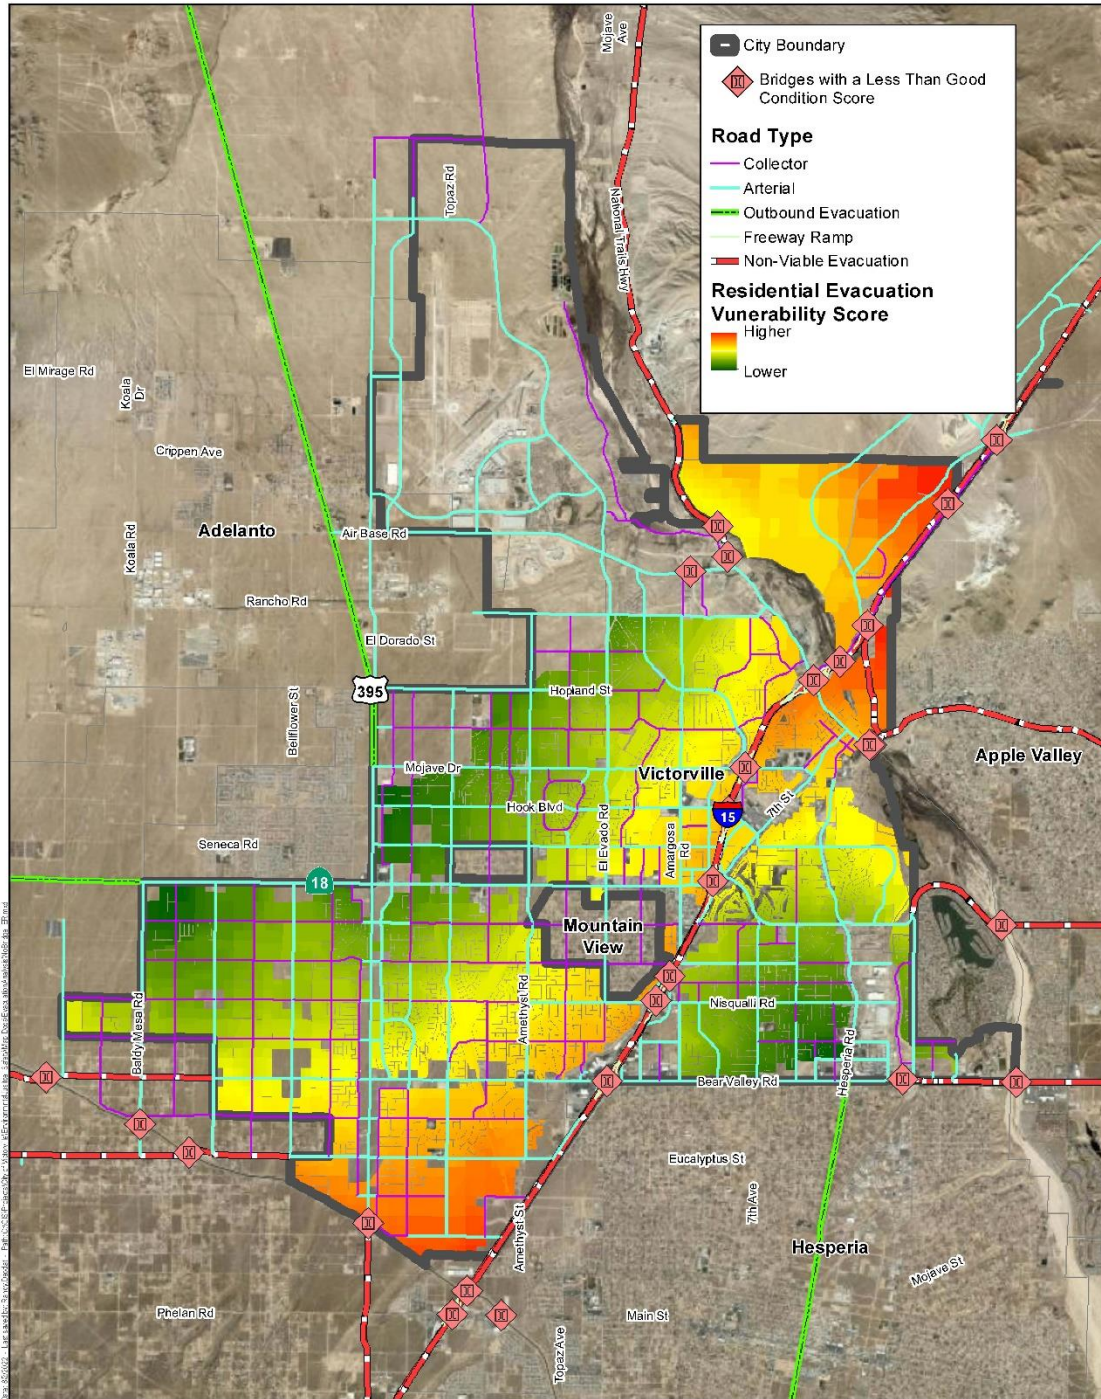 City Boundary
Bridges with a Less Than Good
Condition Score
Road Type
Collector
Arterial
Outbound Evacuation
Freeway Ramp
Non-Viable Evacuation
Residential Evacuation
Vunerability Score
Higher
Lower
Mojave
Ave
Topaz Rd
National Trails Hwy
El Mirage Rd
Koala
Dr
Crippen Ave
Adelanto
Air Base Rd
Koala Rd
Rancho Rd
El Dorado St
395
Bellflower St
Hopland St
Apple Valley
Mojave Dr
Victorville
Hook Blvd
El Evado Rd
Amargosa
Rd
15
7th St
Seneca Rd
18
Mountain
View
Baldy Mesa Rd
Amethyst Rd
Nisqualli Rd
Hesperia Rd
Bear Valley Rd
Eucalyptus St
7th Ave
Amethyst St
Hesperia
Mojave St
Phelan Rd
Main St
Topaz Ave